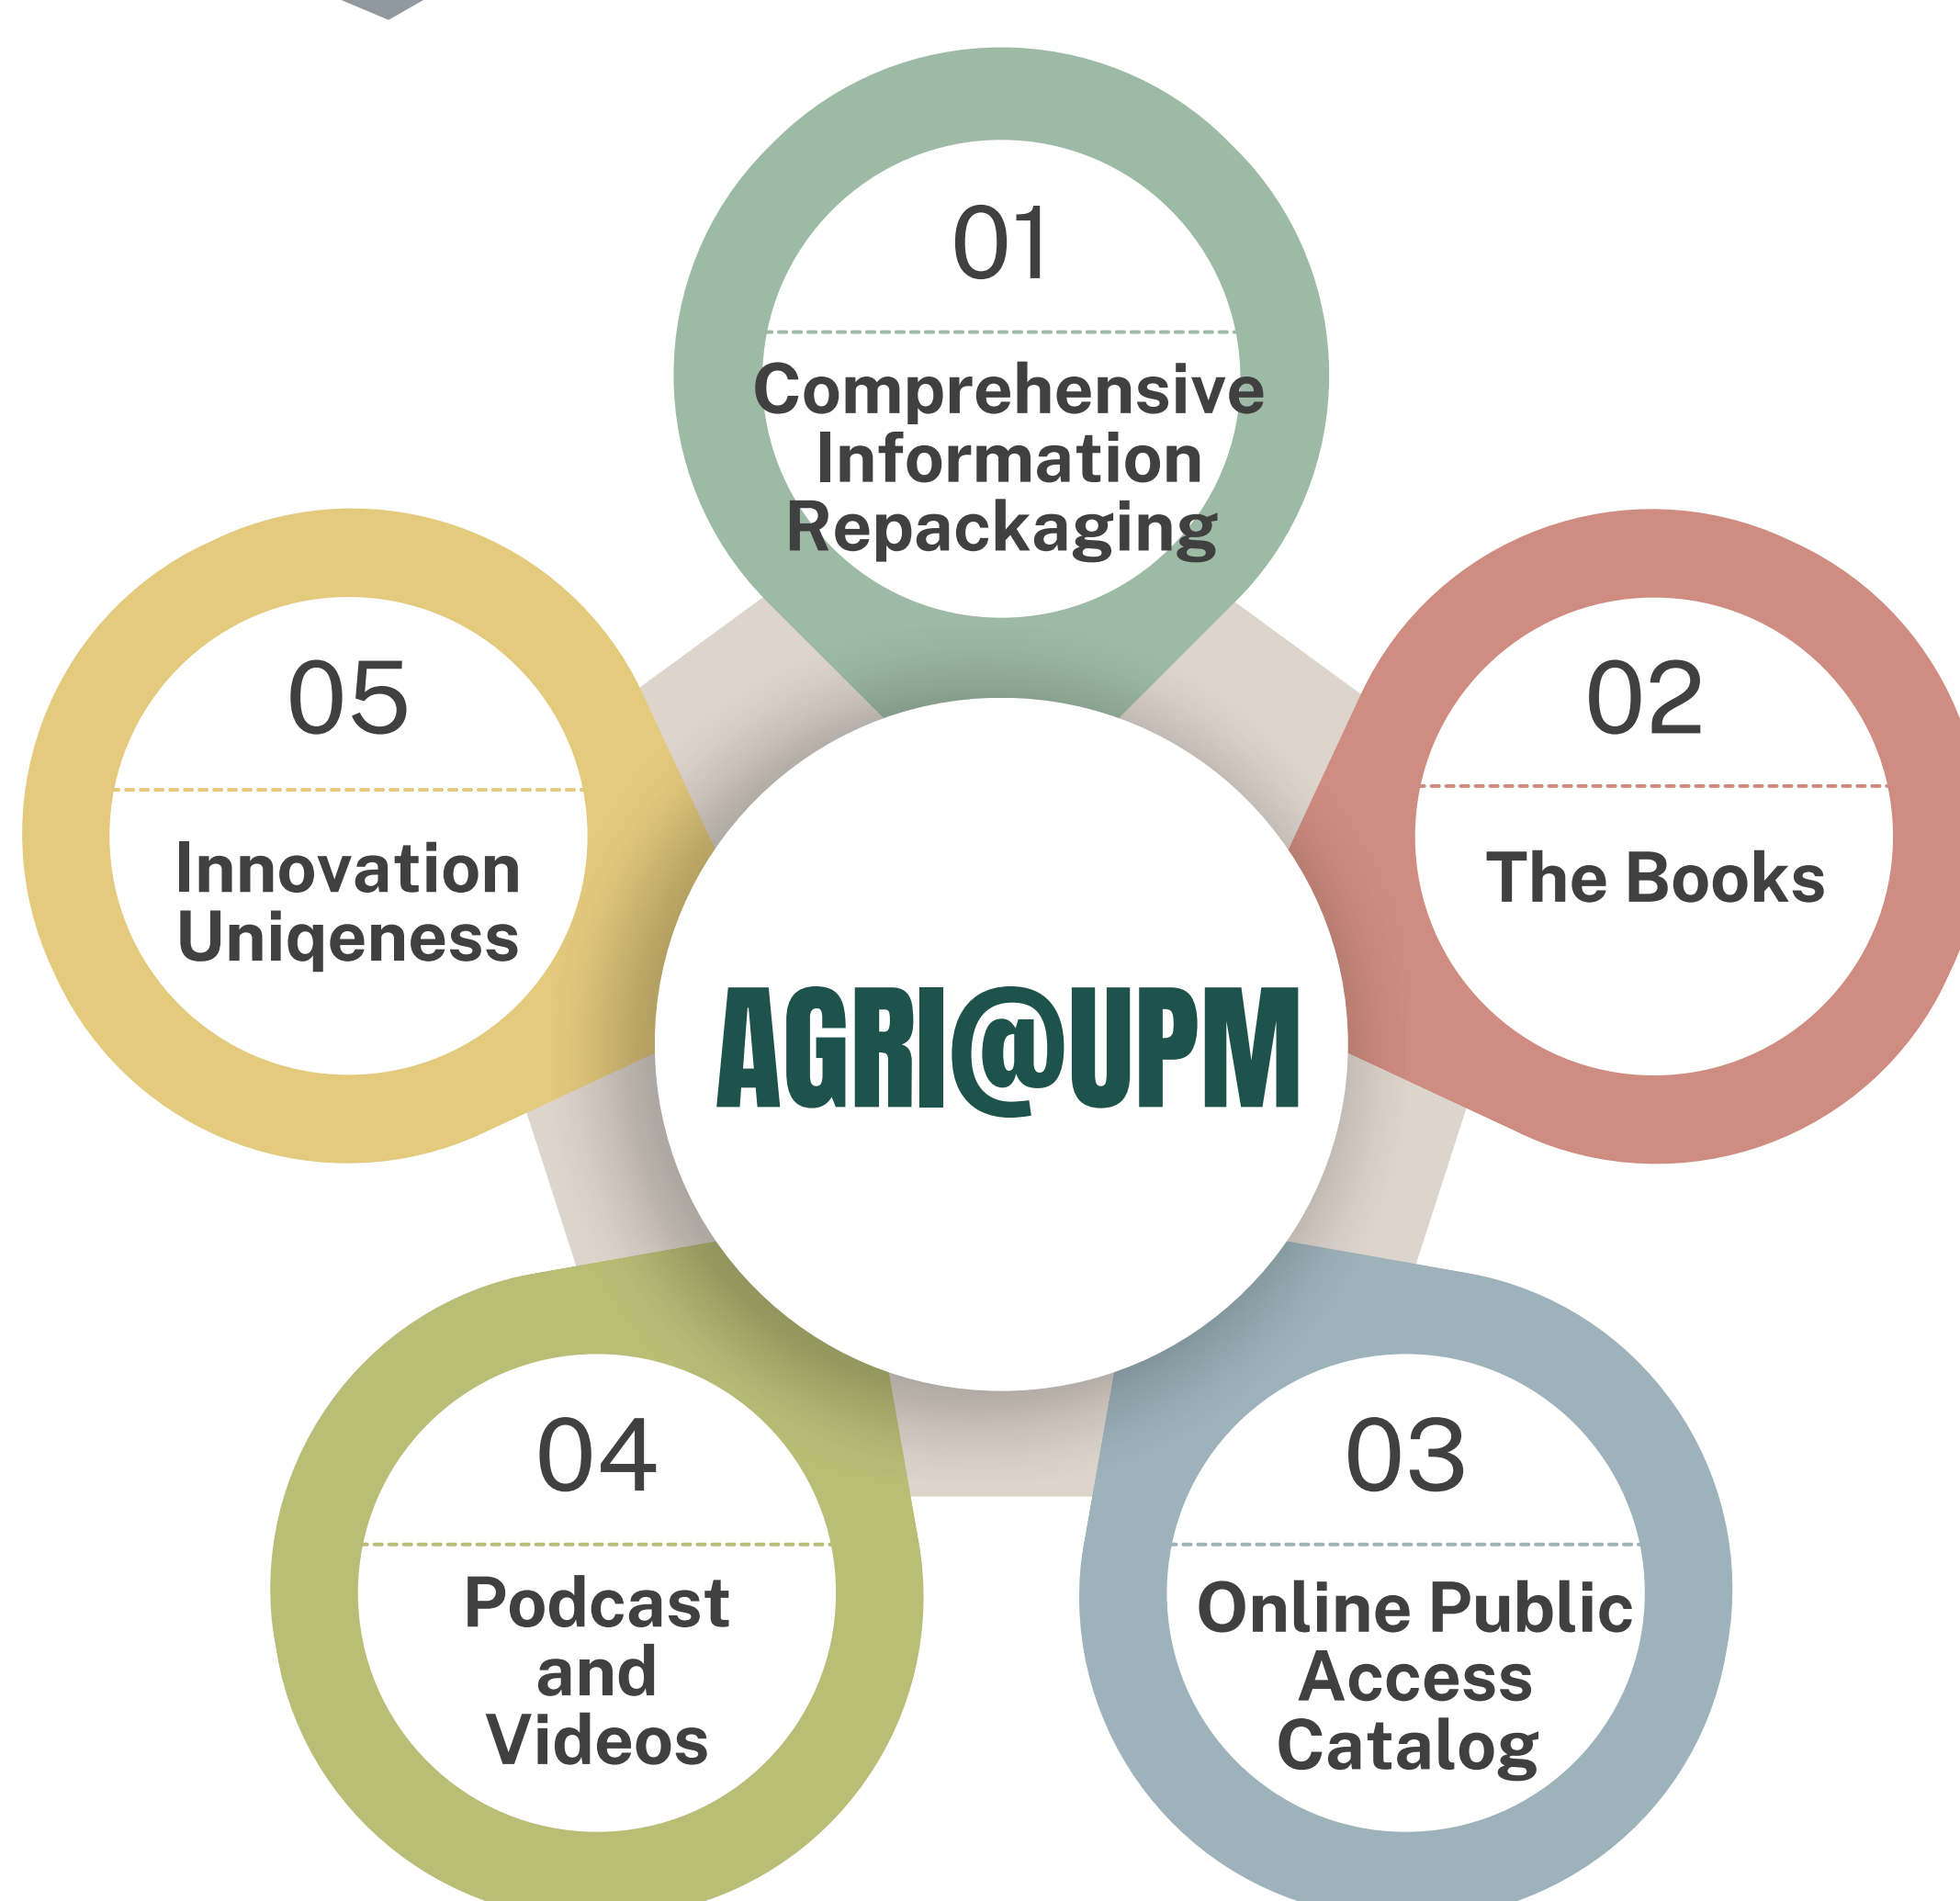 01
Comprehensive
Information
Repackaging
02
The Books
03
Online Public
Access
Catalog
04
Podcast
and
Videos
05
Innovation
Uniqeness
AGRI@UPM